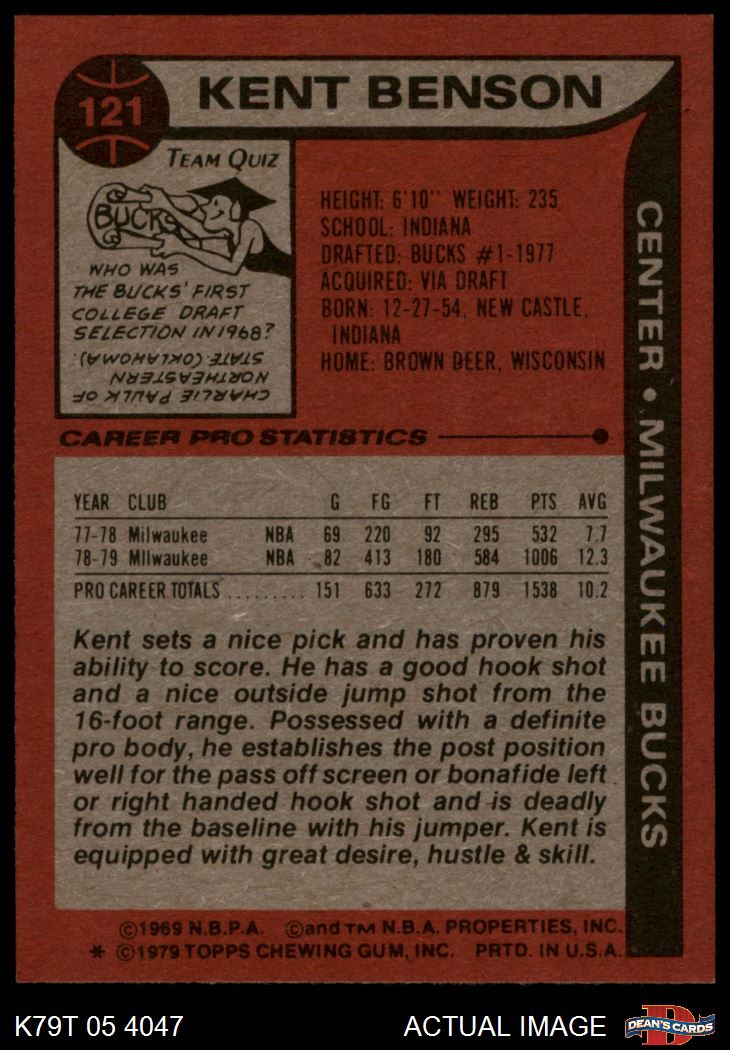 121
KENT BENSON
TEAM QUIZ
BUCKS
WHO WAS
THE BUCKS' FIRST
COLLEGE DRAFT
SELECTION IN 1968?
CHARLIE PAULK OF
NORTHEASTERN
STATE (OKLAHOMA).
HEIGHT: 6'10" WEIGHT: 235
SCHOOL: INDIANA
DRAFTED: BUCKS #1-1977
ACQUIRED: VIA DRAFT
BORN: 12-27-54, NEW CASTLE,
INDIANA
HOME: BROWN DEER, WISCONSIN
CENTER • MILWAUKEE BUCKS
CAREER PRO STATISTICS
YEAR CLUB G FG FT REB PTS AVG
77-78 Milwaukee NBA 69 220 92 295 532 7.7
78-79 MIlwaukee NBA 82 413 180 584 1006 12.3
PRO CAREER TOTALS ......... 151 633 272 879 1538 10.2
Kent sets a nice pick and has proven his
ability to score. He has a good hook shot
and a nice outside jump shot from the
16-foot range. Possessed with a definite
pro body, he establishes the post position
well for the pass off screen or bonafide left
or right handed hook shot and is deadly
from the baseline with his jumper. Kent is
equipped with great desire, hustle & skill.
©1969 N.B.P.A. ©and TM N.B.A. PROPERTIES, INC.
* ©1979 TOPPS CHEWING GUM, INC. PRTD. IN U.S.A.
K79T 05 4047
ACTUAL IMAGE
D
DEAN'S CARDS